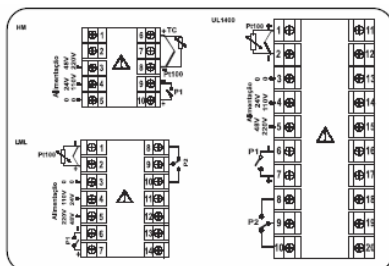 HM
1 6 + TC
2 7 -
48V 220V 3 8 Pt100
24V 110V 4 9 P1
0 0 5 10
Alimentação
LML
Pt100 1 8
2 9 P2
0 0 3 10
110V 24V 4 11
220V 48V 5 12
Alimentação
P1 6 13
7 14
UL1400
Pt100 1 11
2 12
0 0 3 13
24V 110V 4 14
48V 220V 5 15
Alimentação
P1 6 16
7 17
8 18
P2 9 19
10 20